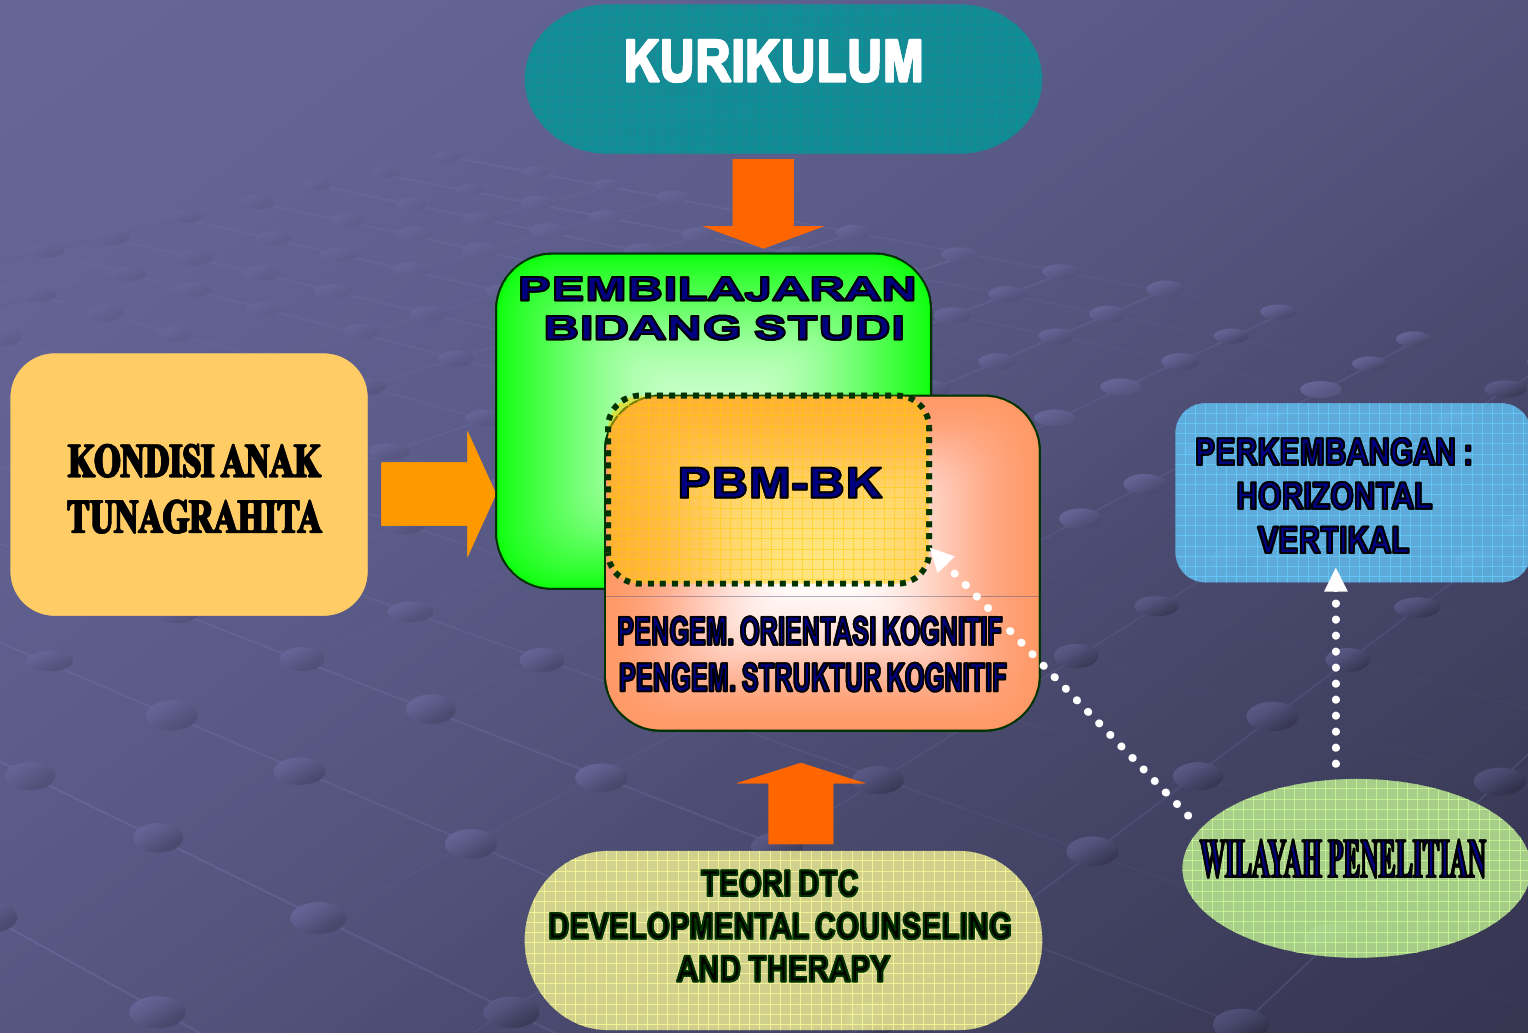 KURIKULUM
PEMBILAJARAN
BIDANG STUDI
KONDISI ANAK
TUNAGRAHITA
PBM-BK
PERKEMBANGAN :
HORIZONTAL
VERTIKAL
PENGEM. ORIENTASI KOGNITIF
PENGEM. STRUKTUR KOGNITIF
WILAYAH PENELITIAN
TEORI DTC
DEVELOPMENTAL COUNSELING
AND THERAPY